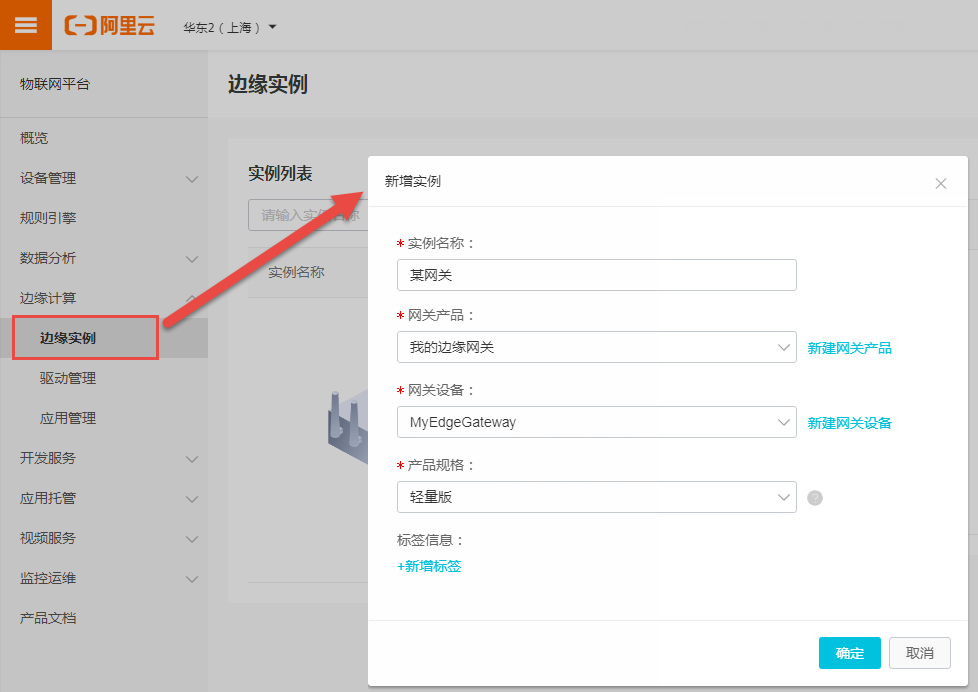 阿里云
华东2（上海）
物联网平台
概览
设备管理
规则引擎
数据分析
边缘计算
边缘实例
驱动管理
应用管理
开发服务
应用托管
视频服务
监控运维
产品文档
边缘实例
实例列表
请输入实例名称
实例名称
新增实例
* 实例名称：
某网关
* 网关产品：
我的边缘网关
新建网关产品
* 网关设备：
MyEdgeGateway
新建网关设备
* 产品规格：
轻量版
?
标签信息：
+新增标签
确定
取消